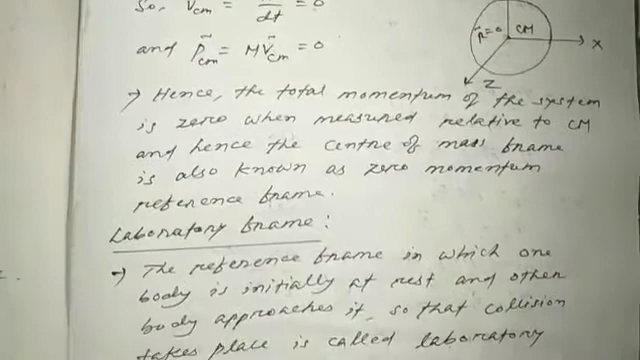 So, V⃗cm = dt = 0
and P⃗cm = MV⃗cm = 0
p⃗=0 CM
X
Z
→ Hence, the total momentum of the system
is zero when measured relative to CM
and hence the centre of mass frame
is also known as zero momentum
reference frame.
Laboratory frame:
→ The reference frame in which one
body is initially at rest and other
body approaches it, so that collision
takes place is called laboratory